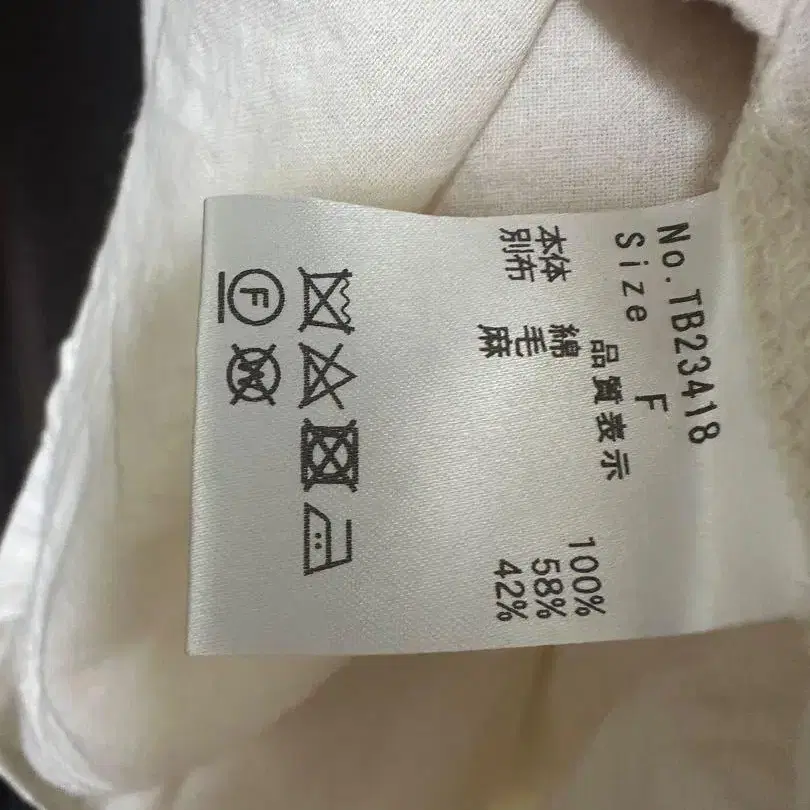 No.TB23418
Size F
品質表示
本体 綿 100%
別布 毛 58%
麻 42%
F
W